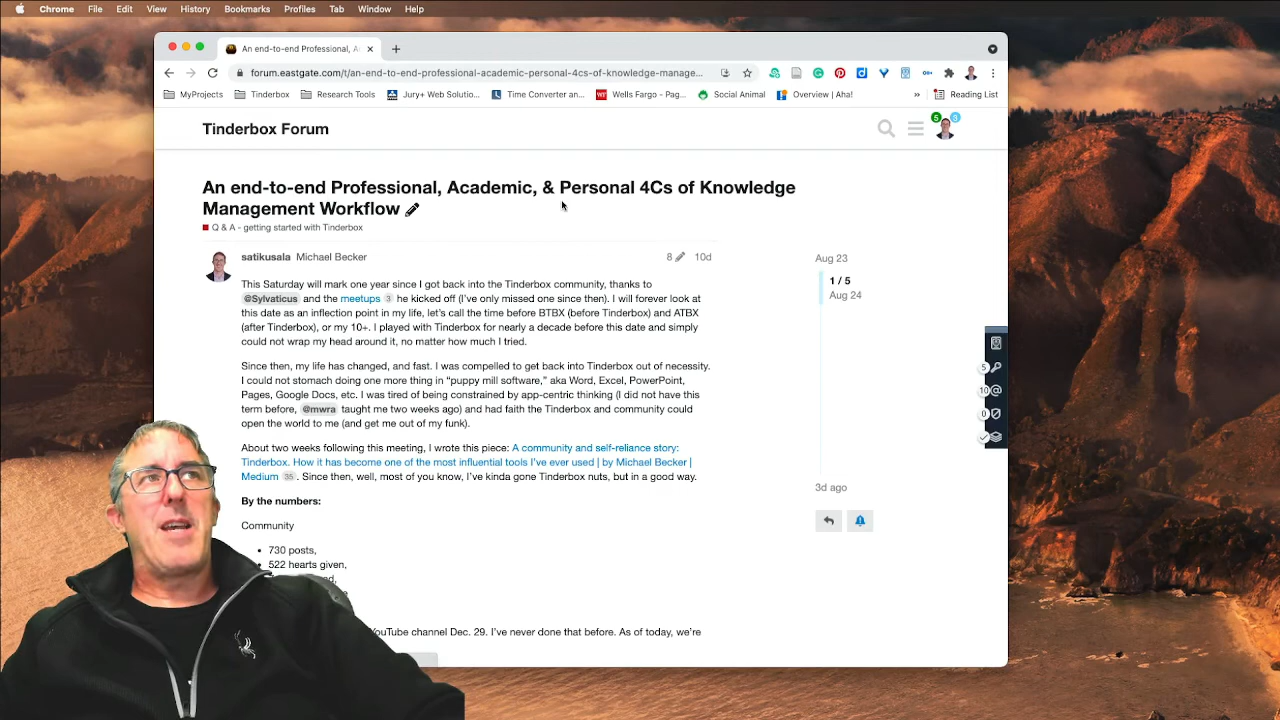 Chrome File Edit View History Bookmarks Profiles Tab Window Help
An end-to-end Professional, A
forum.eastgate.com/t/an-end-to-end-professional-academic-personal-4cs-of-knowledge-manage...
MyProjects Tinderbox Research Tools Jury+ Web Solutio... Time Converter an... Wells Fargo - Pag... Social Animal Overview | Aha! » Reading List
Tinderbox Forum
5 3
An end-to-end Professional, Academic, & Personal 4Cs of Knowledge
Management Workflow
Q & A - getting started with Tinderbox
satikusala Michael Becker 8 10d
This Saturday will mark one year since I got back into the Tinderbox community, thanks to
@Sylvaticus and the meetups 3 he kicked off (I've only missed one since then). I will forever look at
this date as an inflection point in my life, let's call the time before BTBX (before Tinderbox) and ATBX
(after Tinderbox), or my 10+. I played with Tinderbox for nearly a decade before this date and simply
could not wrap my head around it, no matter how much I tried.
Since then, my life has changed, and fast. I was compelled to get back into Tinderbox out of necessity.
I could not stomach doing one more thing in "puppy mill software," aka Word, Excel, PowerPoint,
Pages, Google Docs, etc. I was tired of being constrained by app-centric thinking (I did not have this
term before, @mwra taught me two weeks ago) and had faith the Tinderbox and community could
open the world to me (and get me out of my funk).
About two weeks following this meeting, I wrote this piece: A community and self-reliance story:
Tinderbox. How it has become one of the most influential tools I've ever used | by Michael Becker |
Medium 35 . Since then, well, most of you know, I've kinda gone Tinderbox nuts, but in a good way.
By the numbers:
Community
730 posts,
522 hearts given,
YouTube channel Dec. 29. I've never done that before. As of today, we're
Aug 23
1 / 5
Aug 24
3d ago
5
10
0